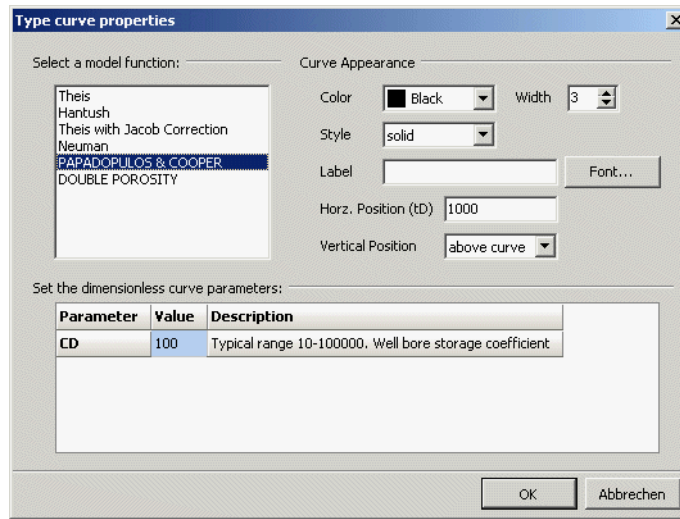 Type curve properties
Select a model function:
Theis
Hantush
Theis with Jacob Correction
Neuman
PAPADOPULOS & COOPER
DOUBLE POROSITY
Curve Appearance
Color Black Width 3
Style solid
Label Font...
Horz. Position (tD) 1000
Vertical Position above curve
Set the dimensionless curve parameters:
Parameter Value Description
CD 100 Typical range 10-100000. Well bore storage coefficient
OK Abbrechen